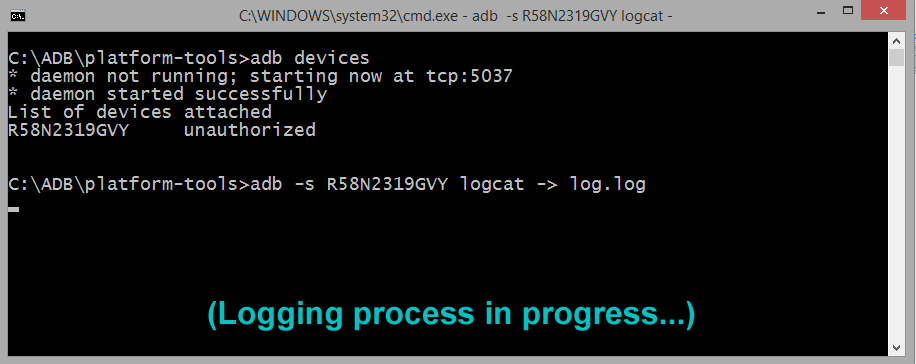 C:\WINDOWS\system32\cmd.exe - adb  -s R58N2319GVY logcat -
C:\ADB\platform-tools>adb devices
* daemon not running; starting now at tcp:5037
* daemon started successfully
List of devices attached
R58N2319GVY     unauthorized
C:\ADB\platform-tools>adb -s R58N2319GVY logcat -> log.log
(Logging process in progress...)